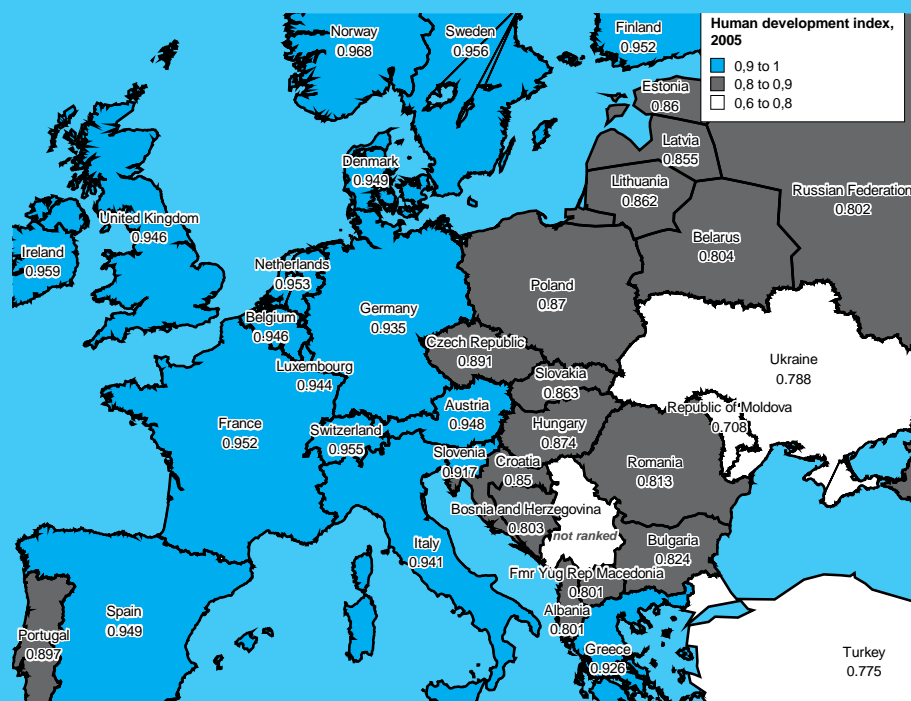 Norway
0.968
Sweden
0.956
Finland
0.952
Human development index,
2005
0,9 to 1
0,8 to 0,9
0,6 to 0,8
Estonia
0.86
Latvia
0.855
Denmark
0.949
Lithuania
0.862
Russian Federation
0.802
United Kingdom
0.946
Belarus
0.804
Ireland
0.959
Netherlands
0.953
Poland
0.87
Germany
0.935
Belgium
0.946
Czech Republic
0.891
Ukraine
0.788
Luxembourg
0.944
Slovakia
0.863
Austria
0.948
Republic of Moldova
0.708
France
0.952
Switzerland
0.955
Hungary
0.874
Slovenia
0.917
Croatia
0.85
Romania
0.813
Bosnia and Herzegovina
0.803
not ranked
Italy
0.941
Bulgaria
0.824
Fmr Yug Rep Macedonia
0.801
Albania
0.801
Spain
0.949
Portugal
0.897
Greece
0.926
Turkey
0.775